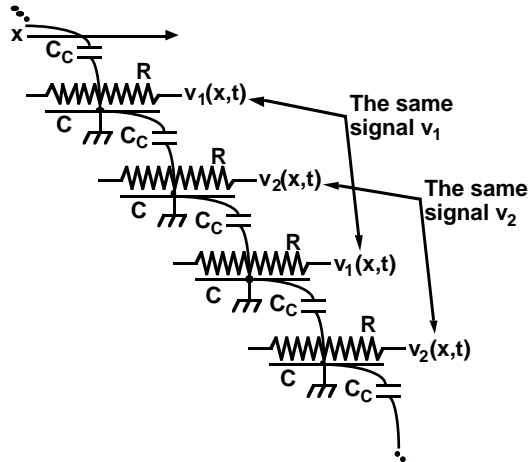 x
C_C
R
v_1(x,t)
The same
signal v_1
C
C_C
R
v_2(x,t)
The same
signal v_2
C
C_C
R
v_1(x,t)
C
C_C
R
v_2(x,t)
C
C_C